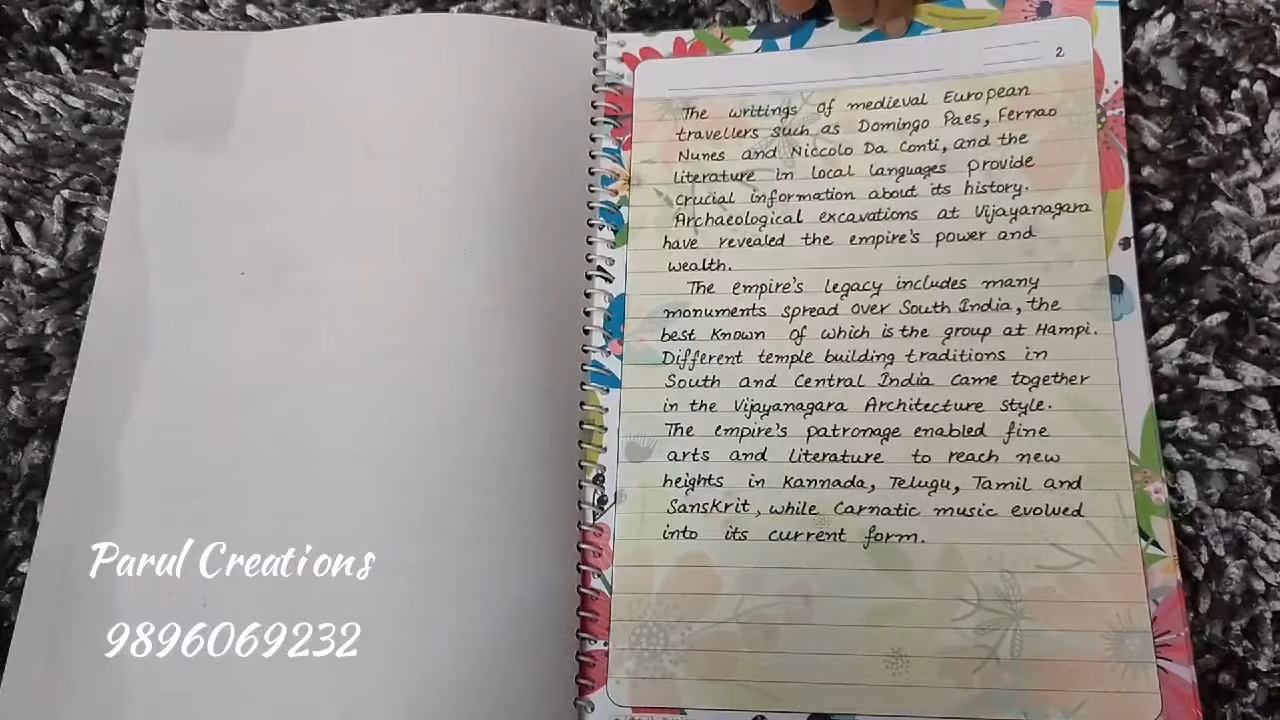 2
The writings of medieval European
travellers such as Domingo Paes, Fernao
Nunes and Niccolo Da Conti, and the
literature in local languages provide
crucial information about its history.
Archaeological excavations at Vijayanagara
have revealed the empire's power and
wealth.
The empire's legacy includes many
monuments spread over South India, the
best known of which is the group at Hampi.
Different temple building traditions in
South and Central India came together
in the Vijayanagara Architecture style.
The empire's patronage enabled fine
arts and literature to reach new
heights in Kannada, Telugu, Tamil and
Sanskrit, while Carnatic music evolved
into its current form.
Parul Creations
9896069232